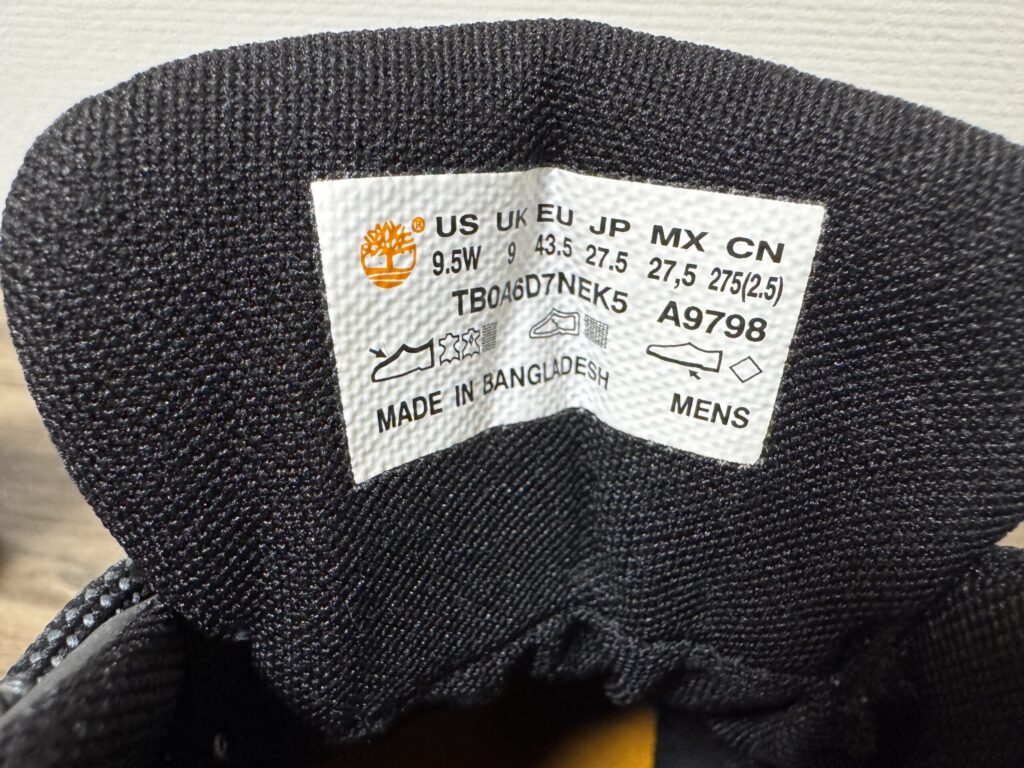 ® US UK EU JP MX CN
9.5W 9 43.5 27.5 27,5 275(2.5)
TB0A6D7NEK5 A9798
MADE IN BANGLADESH MENS